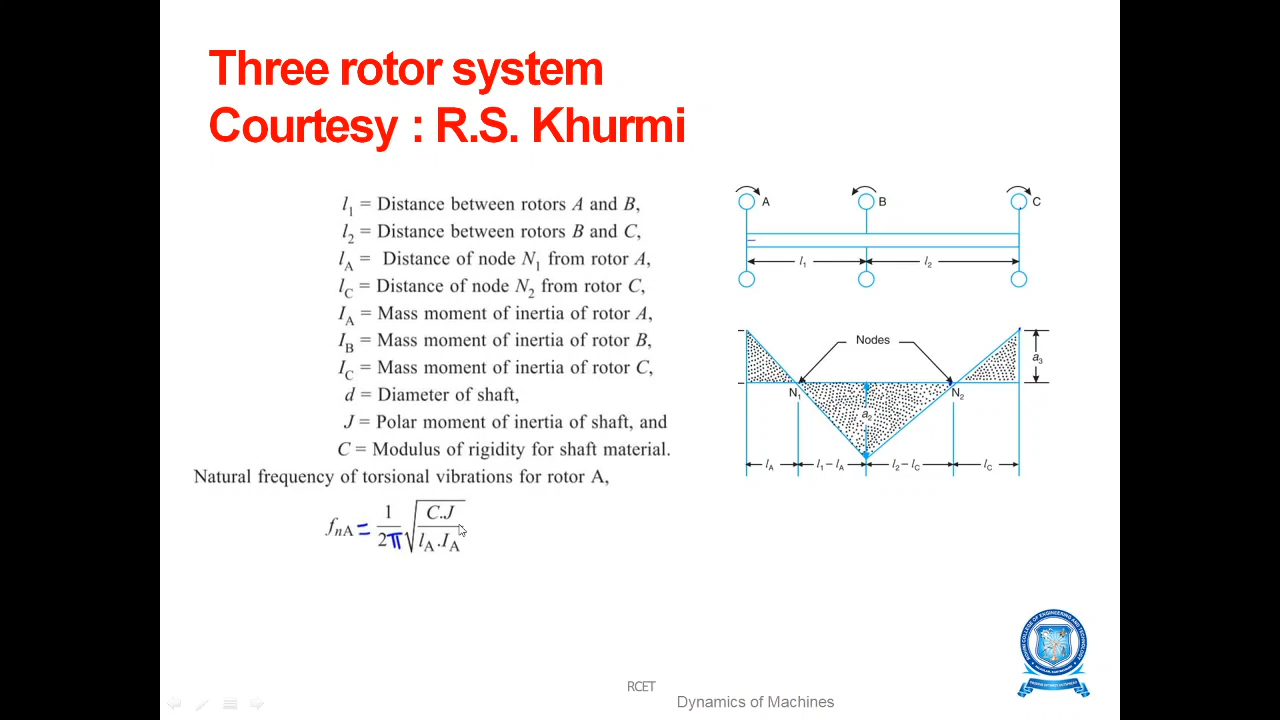 Three rotor system
Courtesy : R.S. Khurmi
l1 = Distance between rotors A and B,
l2 = Distance between rotors B and C,
lA = Distance of node N1 from rotor A,
lC = Distance of node N2 from rotor C,
IA = Mass moment of inertia of rotor A,
IB = Mass moment of inertia of rotor B,
IC = Mass moment of inertia of rotor C,
d = Diameter of shaft,
J = Polar moment of inertia of shaft, and
C = Modulus of rigidity for shaft material.
Natural frequency of torsional vibrations for rotor A,
fnA = 1/2π √(C.J / lA.IA)
A B C
l1 l2
Nodes
a3
N1 N2
a2
lA l1 – lA l2 – lC lC
RCET
Dynamics of Machines